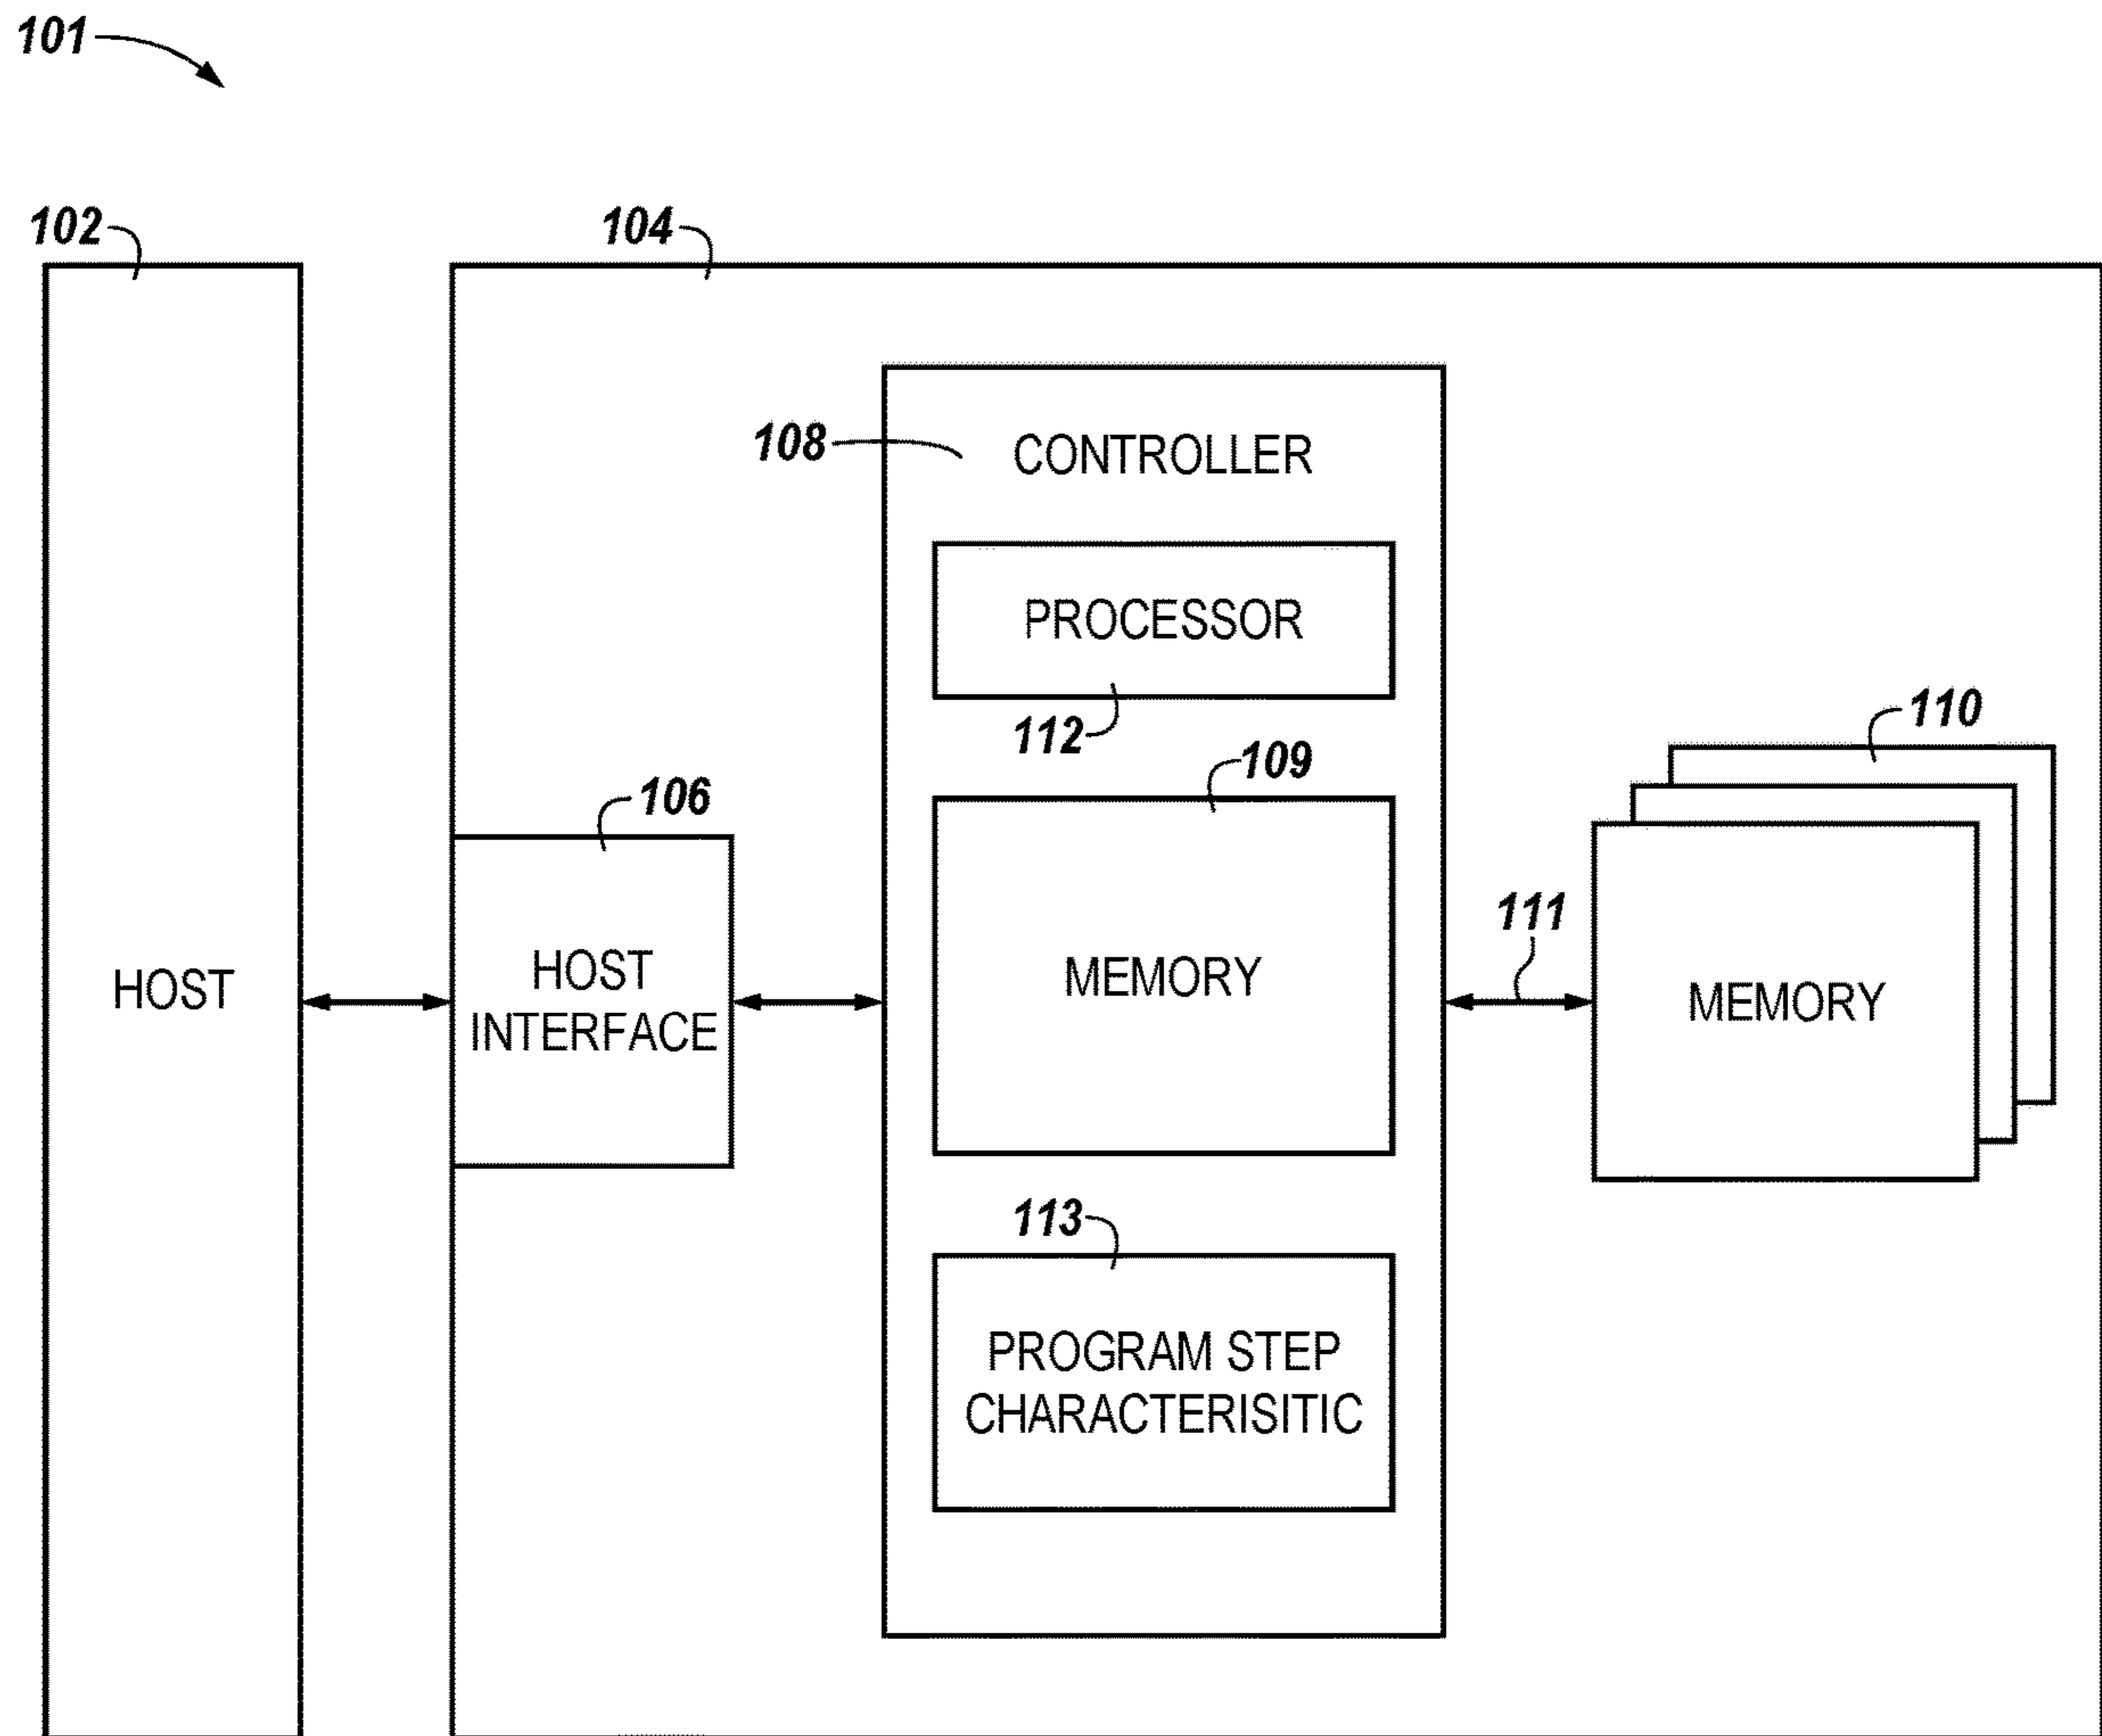 101
102
104
108
CONTROLLER
PROCESSOR
112
110
109
106
MEMORY
111
HOST
HOST
INTERFACE
MEMORY
113
PROGRAM STEP
CHARACTERISITIC